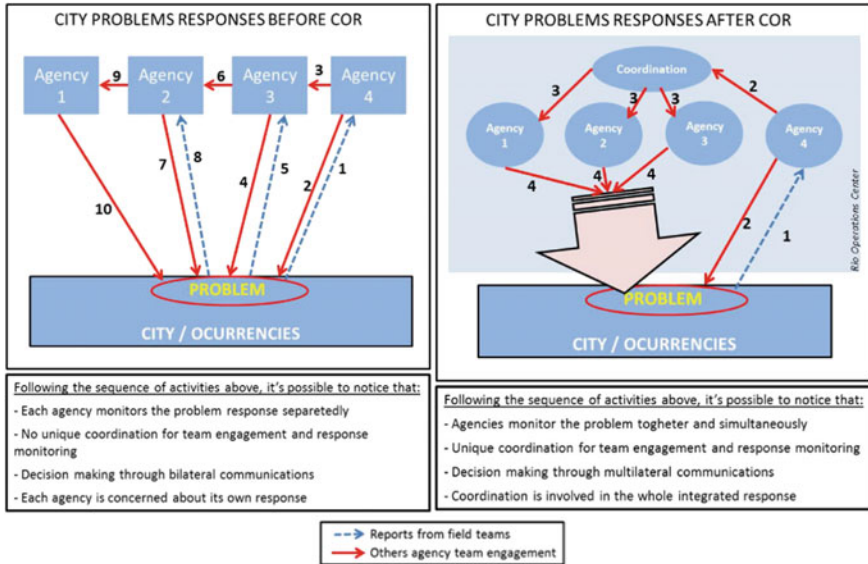 CITY PROBLEMS RESPONSES BEFORE COR
Agency
1
9
Agency
2
6
Agency
3
3
Agency
4
10
7
8
4
5
2
1
PROBLEM
CITY / OCURRENCIES
Following the sequence of activities above, it's possible to notice that:
- Each agency monitors the problem response separetedly
- No unique coordination for team engagement and response
monitoring
- Decision making through bilateral communications
- Each agency is concerned about its own response
CITY PROBLEMS RESPONSES AFTER COR
Coordination
3
3
3
2
Agency
1
Agency
2
Agency
3
Agency
4
4
4
4
2
1
Rio Operations Center
PROBLEM
CITY / OCURRENCIES
Following the sequence of activities above, it's possible to notice that:
- Agencies monitor the problem togheter and simultaneously
- Unique coordination for team engagement and response monitoring
- Decision making through multilateral communications
- Coordination is involved in the whole integrated response
Reports from field teams
Others agency team engagement